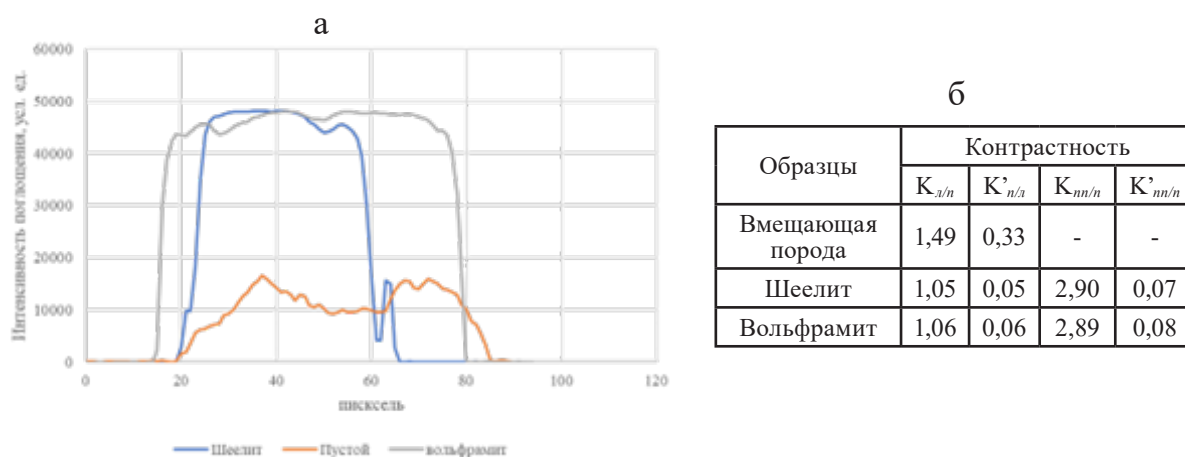 а
60000
50000
40000
30000
20000
10000
0
Интенсивность поглощения, усл. ед.
0 20 40 60 80 100 120
писксель
Шеелит Пустой вольфрамит
б
Образцы Контрастность
Kл/п K’п/л Kпп/п K’пп/п
Вмещающая
порода 1,49 0,33 - -
Шеелит 1,05 0,05 2,90 0,07
Вольфрамит 1,06 0,06 2,89 0,08